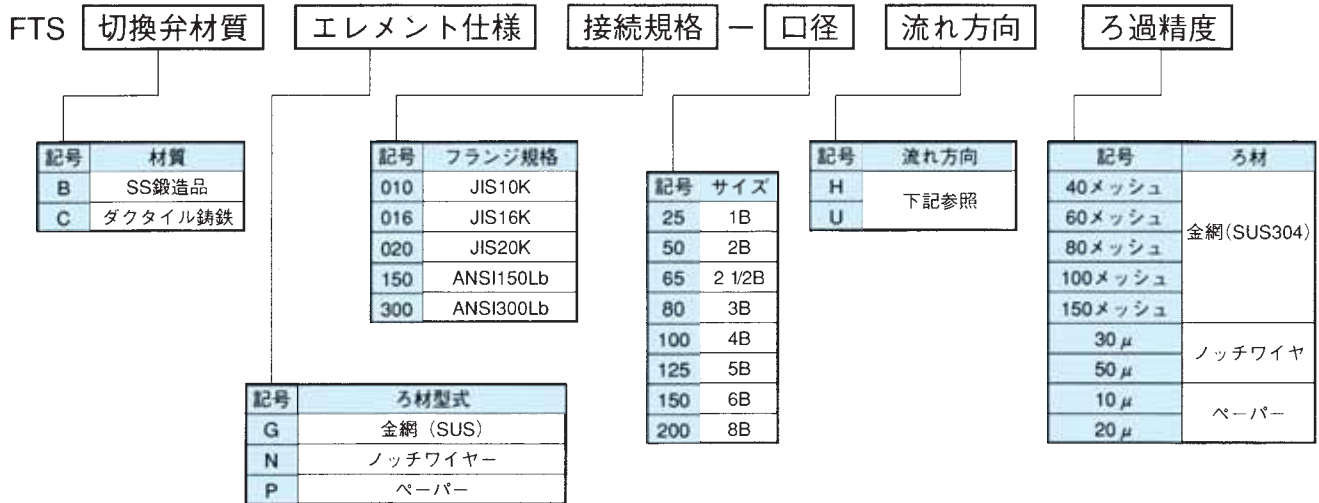 FTS 切換弁材質 エレメント仕様 接続規格 − 口径 流れ方向 ろ過精度
記号 材質
B SS鍛造品
C ダクタイル鋳鉄
記号 ろ材型式
G 金網（SUS）
N ノッチワイヤー
P ペーパー
記号 フランジ規格
010 JIS10K
016 JIS16K
020 JIS20K
150 ANSI150Lb
300 ANSI300Lb
記号 サイズ
25 1B
50 2B
65 2 1/2B
80 3B
100 4B
125 5B
150 6B
200 8B
記号 流れ方向
H 下記参照
U
記号 ろ材
40メッシュ 金網(SUS304)
60メッシュ
80メッシュ
100メッシュ
150メッシュ
30μ ノッチワイヤ
50μ
10μ ペーパー
20μ